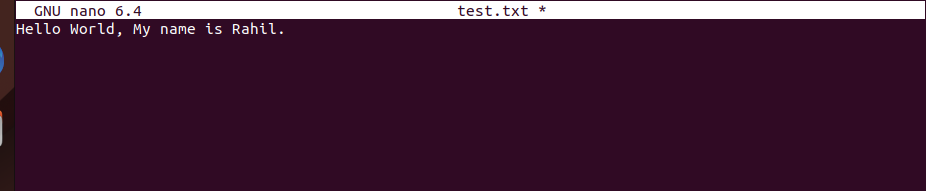 GNU nano 6.4 test.txt *
Hello World, My name is Rahil.